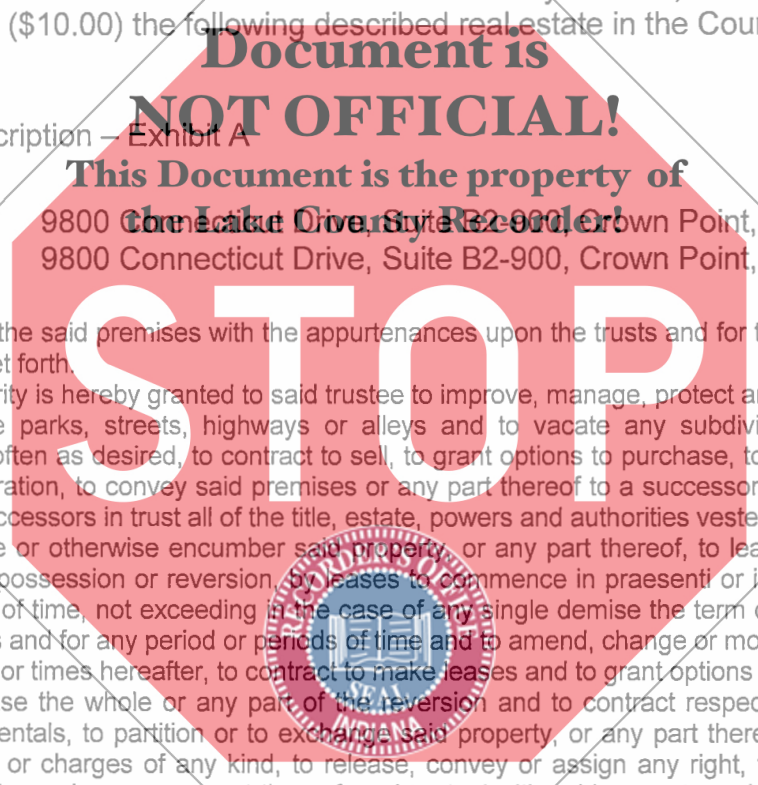 ($10.00) the following described real estate in the Cou
Document is
NOT OFFICIAL!
cription – Exhibit A
This Document is the property of
the Lake County Recorder!
9800 Connecticut Drive, Suite B2-900, Crown Point,
9800 Connecticut Drive, Suite B2-900, Crown Point,
STOP
the said premises with the appurtenances upon the trusts and for t
et forth.
rity is hereby granted to said trustee to improve, manage, protect a
e parks, streets, highways or alleys and to vacate any subdivi
often as desired, to contract to sell, to grant options to purchase, to
ration, to convey said premises or any part thereof to a successor
ccessors in trust all of the title, estate, powers and authorities veste
e or otherwise encumber said property, or any part thereof, to lea
possession or reversion, by leases to commence in praesenti or i
of time, not exceeding in the case of any single demise the term
s and for any period or periods of time and to amend, change or mo
or times hereafter, to contract to make leases and to grant options
se the whole or any part of the reversion and to contract respec
entals, to partition or to exchange said property, or any part there
or charges of any kind, to release, convey or assign any right,
RECORDER'S OFFICE
SEAL
INDIANA